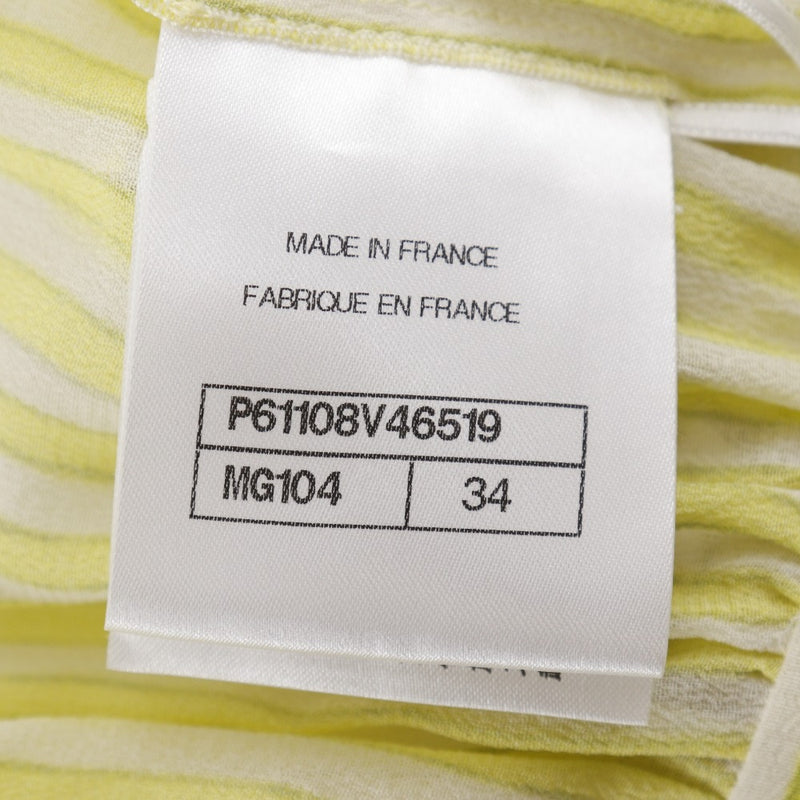 MADE IN FRANCE
FABRIQUE EN FRANCE
P61108V46519
MG104 34